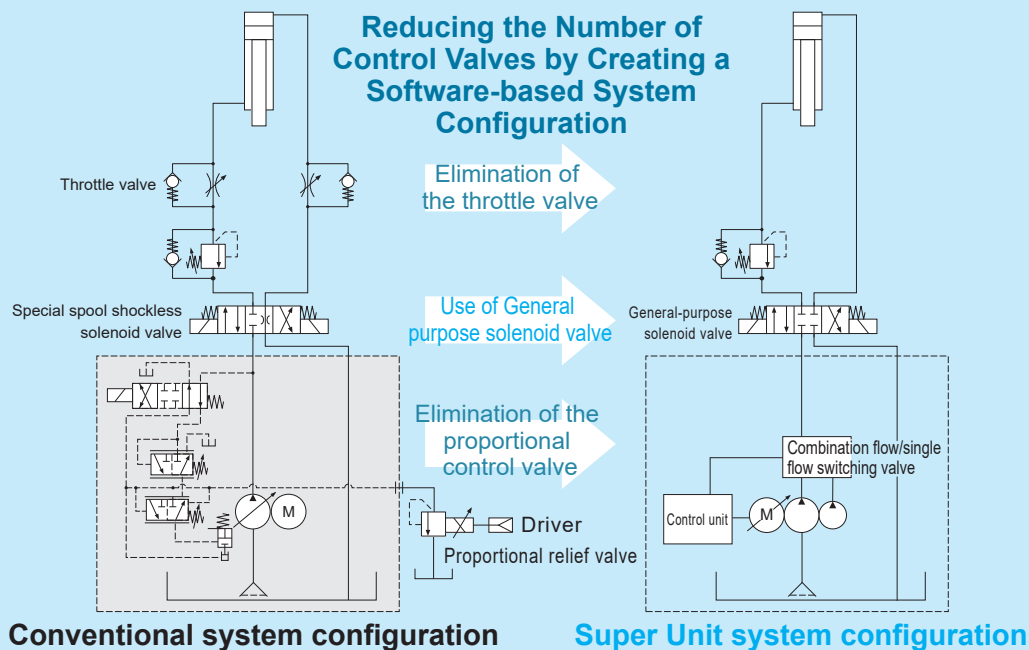 Reducing the Number of
Control Valves by Creating a
Software-based System
Configuration
Throttle valve
Elimination of
the throttle valve
Special spool shockless
solenoid valve
Use of General
purpose solenoid valve
General-purpose
solenoid valve
Elimination of the
proportional
control valve
Combination flow/single
flow switching valve
M
Driver
Proportional relief valve
Control unit
M
Conventional system configuration
Super Unit system configuration